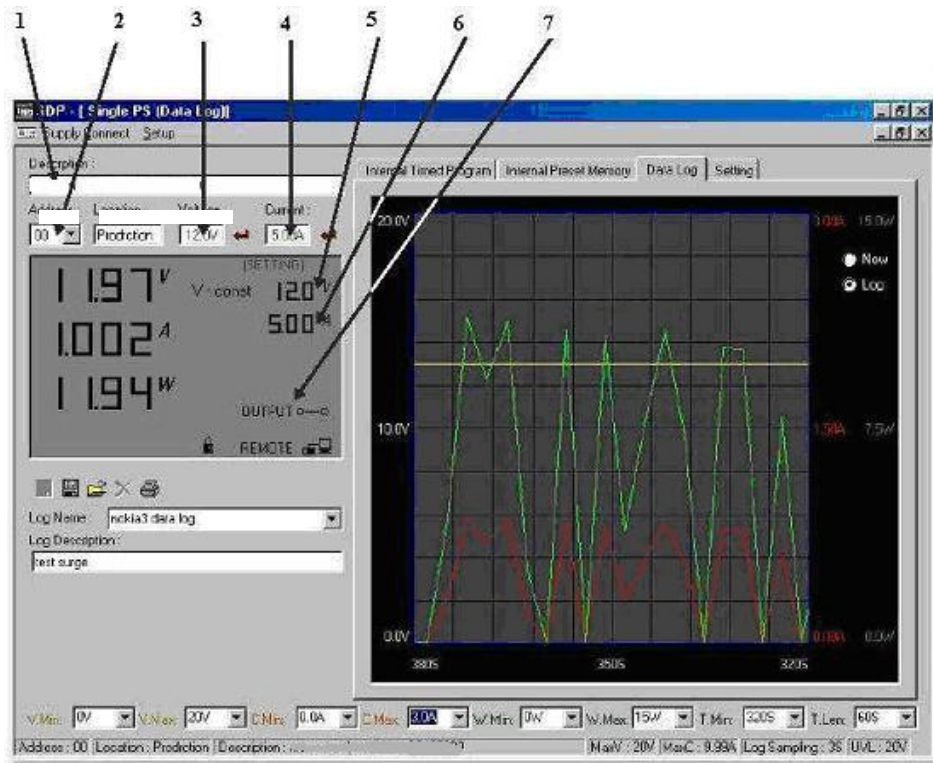 1 2 3 4 5 6 7
SDP - [ Single PS (Data Log)]
Supply Connect Setup
Description :
Internal Timed Program Internal Preset Memory Data Log Setting
Current :
00 Prodction 12.0V 5.00A
(SETTING)
11.97 V V-const 12.0 V
1.002 A 5.00 A
11.94 W
OUTPUT
REMOTE
20.0V 3.00A 15.0W
Now
Log
10.0V 1.50A 7.5W
0.0V 0.00A 0.0W
380S 350S 320S
Log Name : nokia3 data log
Log Description :
test surge
V.Min: 0V V.Max: 20V C.Min: 0.0A C.Max: 3.0A W.Min: 0W W.Max: 15W T.Min: 320S T.Len: 60S
Address : 00 Location : Prodction Description : MaxV : 20V MaxC : 9.99A Log Sampling : 3S UVL : 20V